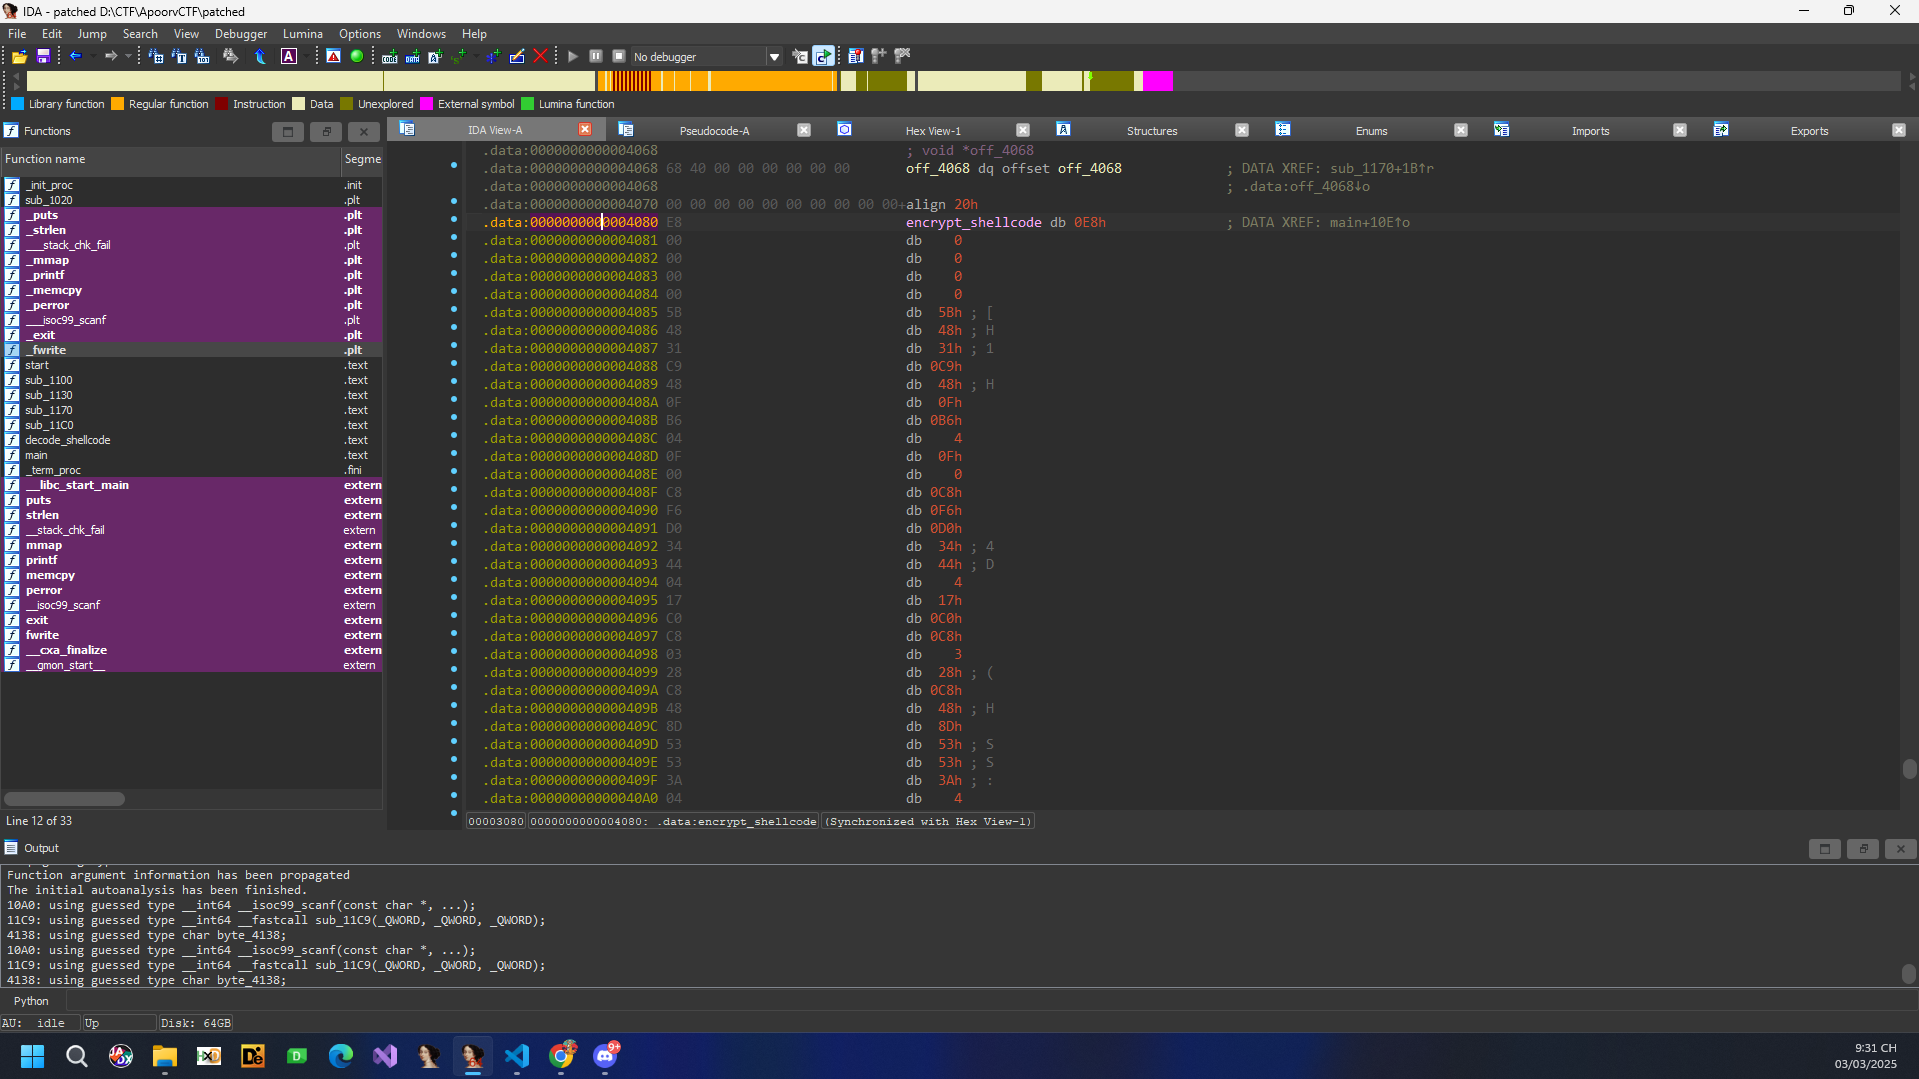 IDA - patched D:\CTF\ApoorvCTF\patched
File Edit Jump Search View Debugger Lumina Options Windows Help
No debugger
Library function Regular function Instruction Data Unexplored External symbol Lumina function
Functions
IDA View-A Pseudocode-A Hex View-1 Structures Enums Imports Exports
Function name Segme
_init_proc .init
sub_1020 .plt
_puts .plt
_strlen .plt
___stack_chk_fail .plt
_mmap .plt
_printf .plt
_memcpy .plt
_perror .plt
___isoc99_scanf .plt
_exit .plt
_fwrite .plt
start .text
sub_1100 .text
sub_1130 .text
sub_1170 .text
sub_11C0 .text
decode_shellcode .text
main .text
_term_proc .fini
__libc_start_main extern
puts extern
strlen extern
__stack_chk_fail extern
mmap extern
printf extern
memcpy extern
perror extern
__isoc99_scanf extern
exit extern
fwrite extern
__cxa_finalize extern
__gmon_start__ extern
Line 12 of 33
.data:0000000000004068 ; void *off_4068
.data:0000000000004068 68 40 00 00 00 00 00 00 off_4068 dq offset off_4068 ; DATA XREF: sub_1170+1B↑r
.data:0000000000004068 ; .data:off_4068↓o
.data:0000000000004070 00 00 00 00 00 00 00 00 00 00+align 20h
.data:0000000000004080 E8 encrypt_shellcode db 0E8h ; DATA XREF: main+10E↑o
.data:0000000000004081 00 db 0
.data:0000000000004082 00 db 0
.data:0000000000004083 00 db 0
.data:0000000000004084 00 db 0
.data:0000000000004085 5B db 5Bh ; [
.data:0000000000004086 48 db 48h ; H
.data:0000000000004087 31 db 31h ; 1
.data:0000000000004088 C9 db 0C9h
.data:0000000000004089 48 db 48h ; H
.data:000000000000408A 0F db 0Fh
.data:000000000000408B B6 db 0B6h
.data:000000000000408C 04 db 4
.data:000000000000408D 0F db 0Fh
.data:000000000000408E 00 db 0
.data:000000000000408F C8 db 0C8h
.data:0000000000004090 F6 db 0F6h
.data:0000000000004091 D0 db 0D0h
.data:0000000000004092 34 db 34h ; 4
.data:0000000000004093 44 db 44h ; D
.data:0000000000004094 04 db 4
.data:0000000000004095 17 db 17h
.data:0000000000004096 C0 db 0C0h
.data:0000000000004097 C8 db 0C8h
.data:0000000000004098 03 db 3
.data:0000000000004099 28 db 28h ; (
.data:000000000000409A C8 db 0C8h
.data:000000000000409B 48 db 48h ; H
.data:000000000000409C 8D db 8Dh
.data:000000000000409D 53 db 53h ; S
.data:000000000000409E 53 db 53h ; S
.data:000000000000409F 3A db 3Ah ; :
.data:00000000000040A0 04 db 4
00003080 0000000000004080: .data:encrypt_shellcode (Synchronized with Hex View-1)
Output
Function argument information has been propagated
The initial autoanalysis has been finished.
10A0: using guessed type __int64 __isoc99_scanf(const char *, ...);
11C9: using guessed type __int64 __fastcall sub_11C9(_QWORD, _QWORD, _QWORD);
4138: using guessed type char byte_4138;
10A0: using guessed type __int64 __isoc99_scanf(const char *, ...);
11C9: using guessed type __int64 __fastcall sub_11C9(_QWORD, _QWORD, _QWORD);
4138: using guessed type char byte_4138;
Python
AU: idle Up Disk: 64GB
9:31 CH
03/03/2025